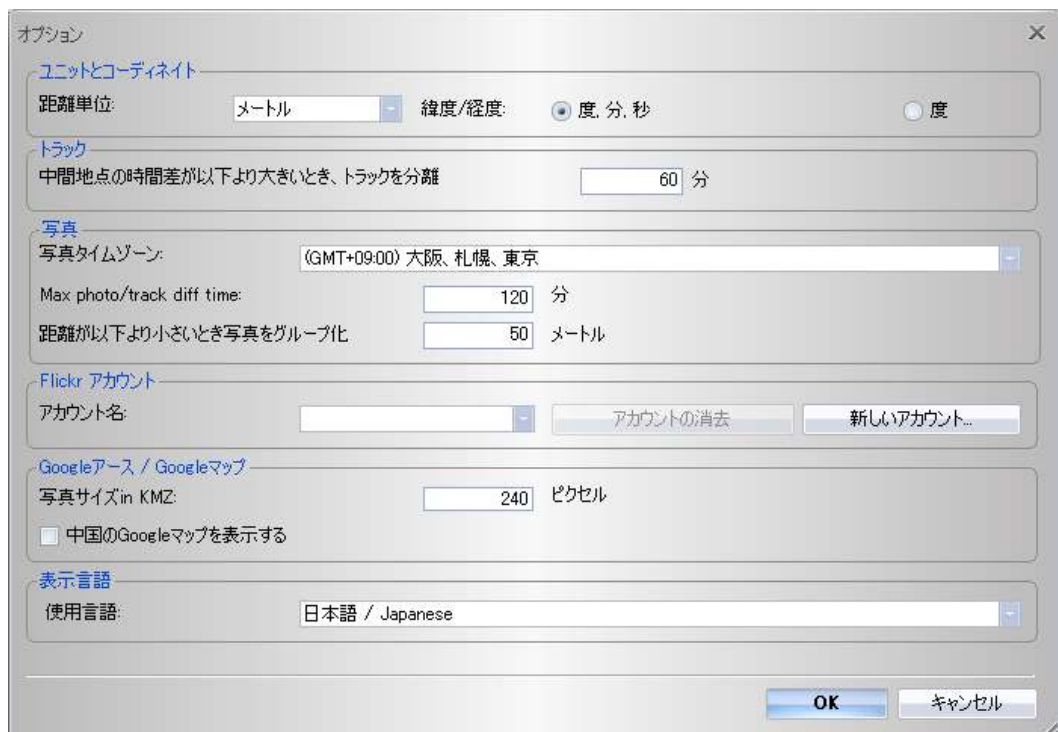 オプション
ユニットとコーディネイト
距離単位: メートル 緯度/経度: 度, 分, 秒 度
トラック
中間地点の時間差が以下より大きいとき、トラックを分離 60 分
写真
写真タイムゾーン: (GMT+09:00) 大阪、札幌、東京
Max photo/track diff time: 120 分
距離が以下より小さいとき写真をグループ化 50 メートル
Flickr アカウント
アカウント名: アカウントの消去 新しいアカウント...
Googleアース / Googleマップ
写真サイズin KMZ: 240 ピクセル
中国のGoogleマップを表示する
表示言語
使用言語: 日本語 / Japanese
OK キャンセル